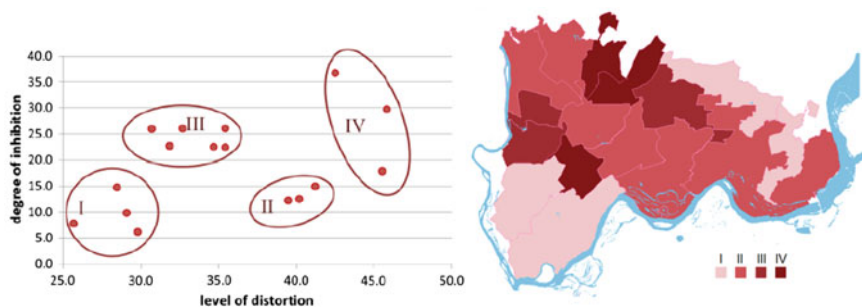 40.0
35.0
30.0
25.0
20.0
15.0
10.0
5.0
0.0
degree of inhibition
I
II
III
IV
25.0 30.0 35.0 40.0 45.0 50.0
level of distortion
I II III IV